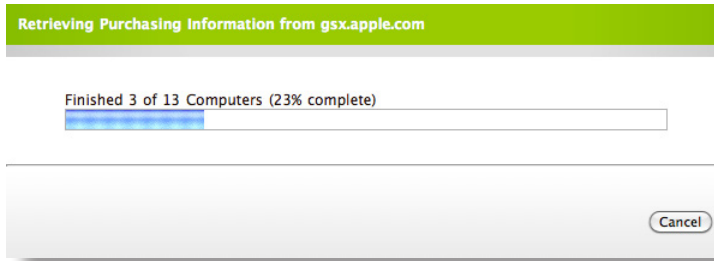 Retrieving Purchasing Information from gsx.apple.com
Finished 3 of 13 Computers (23% complete)
Cancel